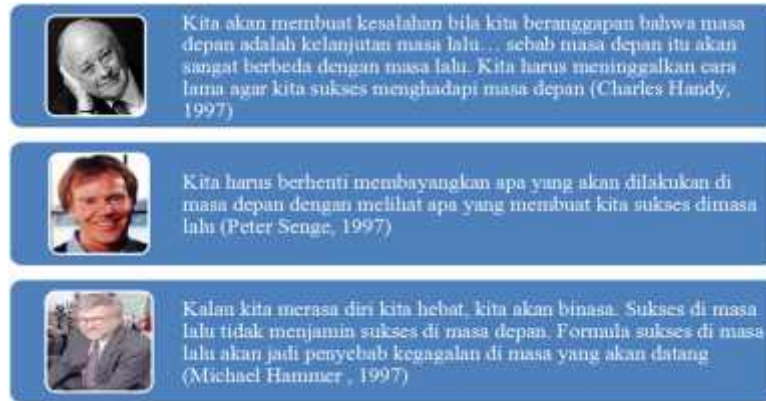 Kita akan membuat kesalahan bila kita beranggapan bahwa masa
depan adalah kelanjutan masa lalu… sebab masa depan itu akan
sangat berbeda dengan masa lalu. Kita harus meninggalkan cara
lama agar kita sukses menghadapi masa depan (Charles Handy,
1997)
Kita harus berhenti membayangkan apa yang akan dilakukan di
masa depan dengan melihat apa yang membuat kita sukses dimasa
lalu (Peter Senge, 1997)
Kalau kita merasa diri kita hebat, kita akan binasa. Sukses di masa
lalu tidak menjamin sukses di masa depan. Formula sukses di masa
lalu akan jadi penyebab kegagalan di masa yang akan datang
(Michael Hammer , 1997)